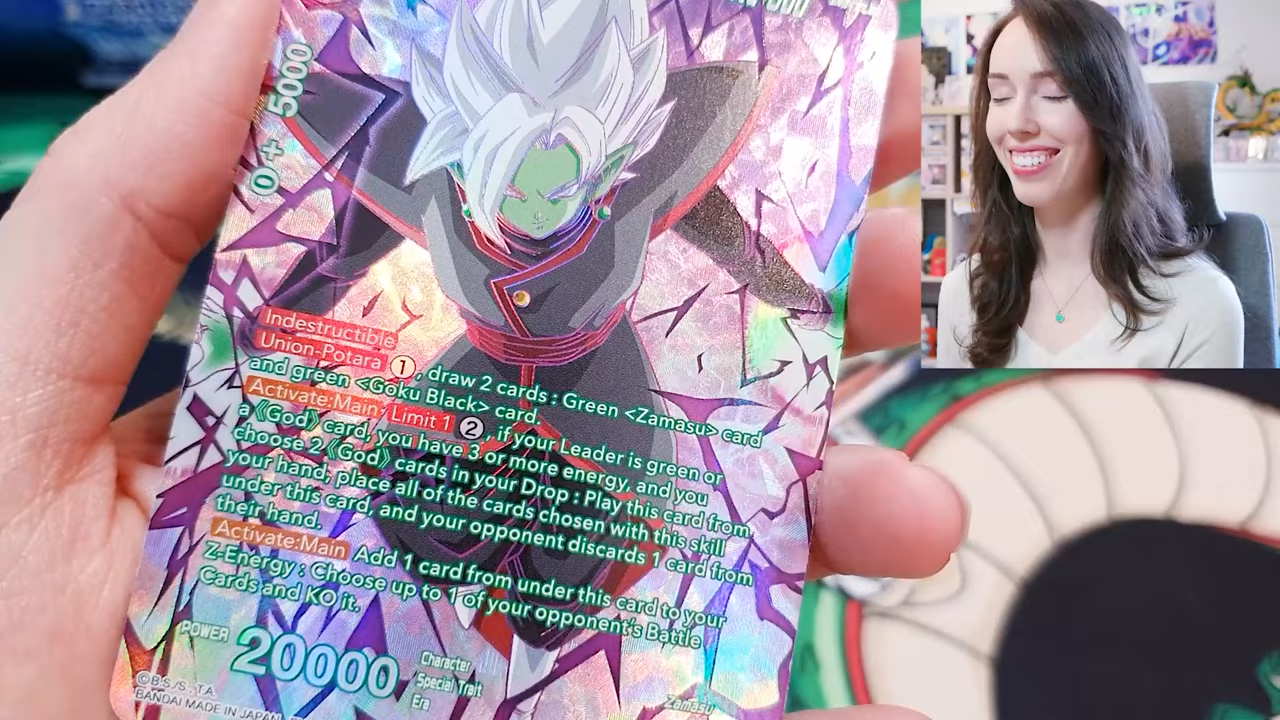 0 + 5000
Indestructible
Union-Potara ①, draw 2 cards : Green <Zamasu> card
and green <Goku Black> card.
Activate:Main Limit 1 ②, if your Leader is green or
a 《God》 card, you have 3 or more energy, and you
choose 2 《God》 cards in your Drop : Play this card from
your hand, place all of the cards chosen with this skill
under this card, and your opponent discards 1 card from
their hand.
Activate:Main Add 1 card from under this card to your
Z-Energy : Choose up to 1 of your opponent's Battle
Cards and KO it.
POWER 20000
Character
Special Trait
Era
Zamasu
©B.S./S.,T.A.
BANDAI MADE IN JAPAN